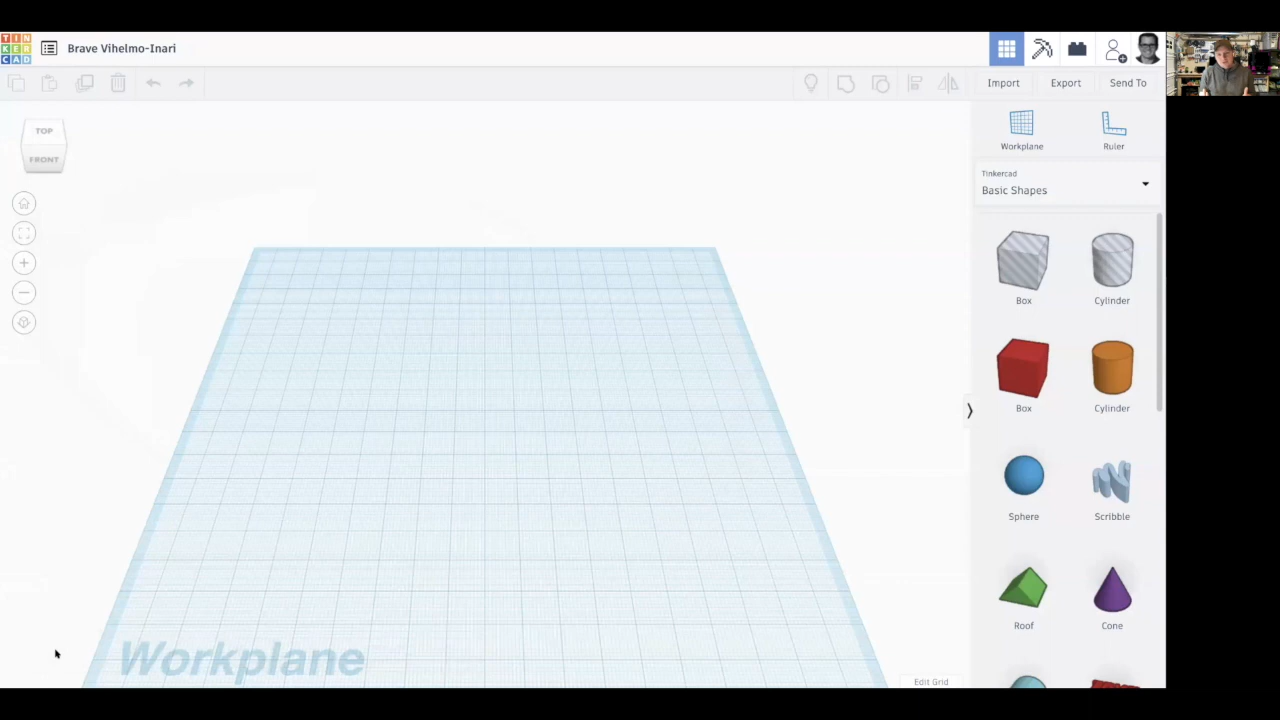 TIN
KER
CAD
Brave Vihelmo-Inari
Import
Export
Send To
TOP
FRONT
Workplane
Ruler
Tinkercad
Basic Shapes
Box
Cylinder
Box
Cylinder
Sphere
Scribble
Roof
Cone
Workplane
Edit Grid